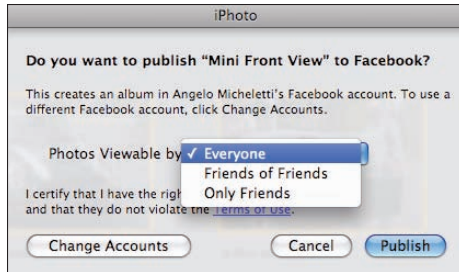 iPhoto
Do you want to publish “Mini Front View” to Facebook?
This creates an album in Angelo Micheletti's Facebook account. To use a
different Facebook account, click Change Accounts.
Photos Viewable by ✓ Everyone
Friends of Friends
Only Friends
I certify that I have the righ
and that they do not violate the Terms of Use.
Change Accounts Cancel Publish